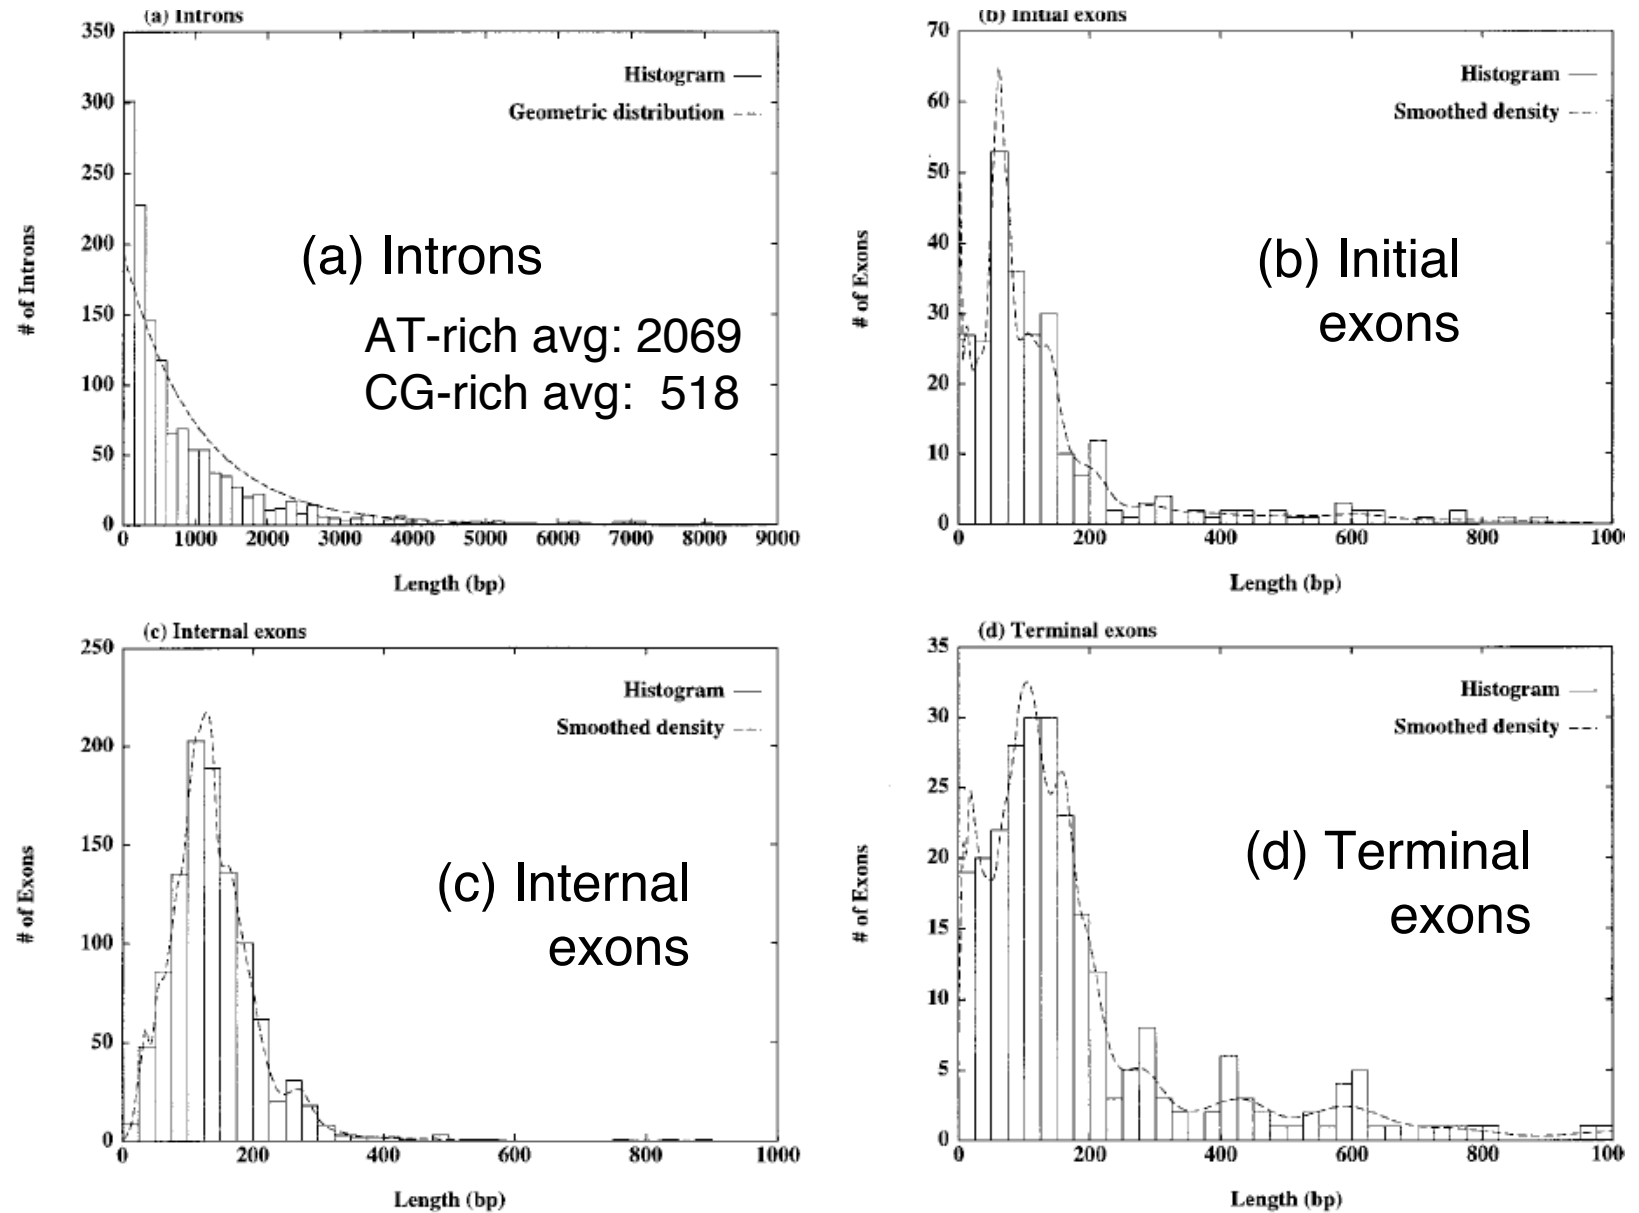 (a) Introns
350
300
250
200
150
100
50
0
0 1000 2000 3000 4000 5000 6000 7000 8000 9000
# of Introns
Length (bp)
Histogram
Geometric distribution
(a) Introns
AT-rich avg: 2069
CG-rich avg: 518
(b) Initial exons
70
60
50
40
30
20
10
0
0 200 400 600 800 100
# of Exons
Length (bp)
Histogram
Smoothed density
(b) Initial
exons
(c) Internal exons
250
200
150
100
50
0
0 200 400 600 800 1000
# of Exons
Length (bp)
Histogram
Smoothed density
(c) Internal
exons
(d) Terminal exons
35
30
25
20
15
10
5
0
0 200 400 600 800 100
# of Exons
Length (bp)
Histogram
Smoothed density
(d) Terminal
exons